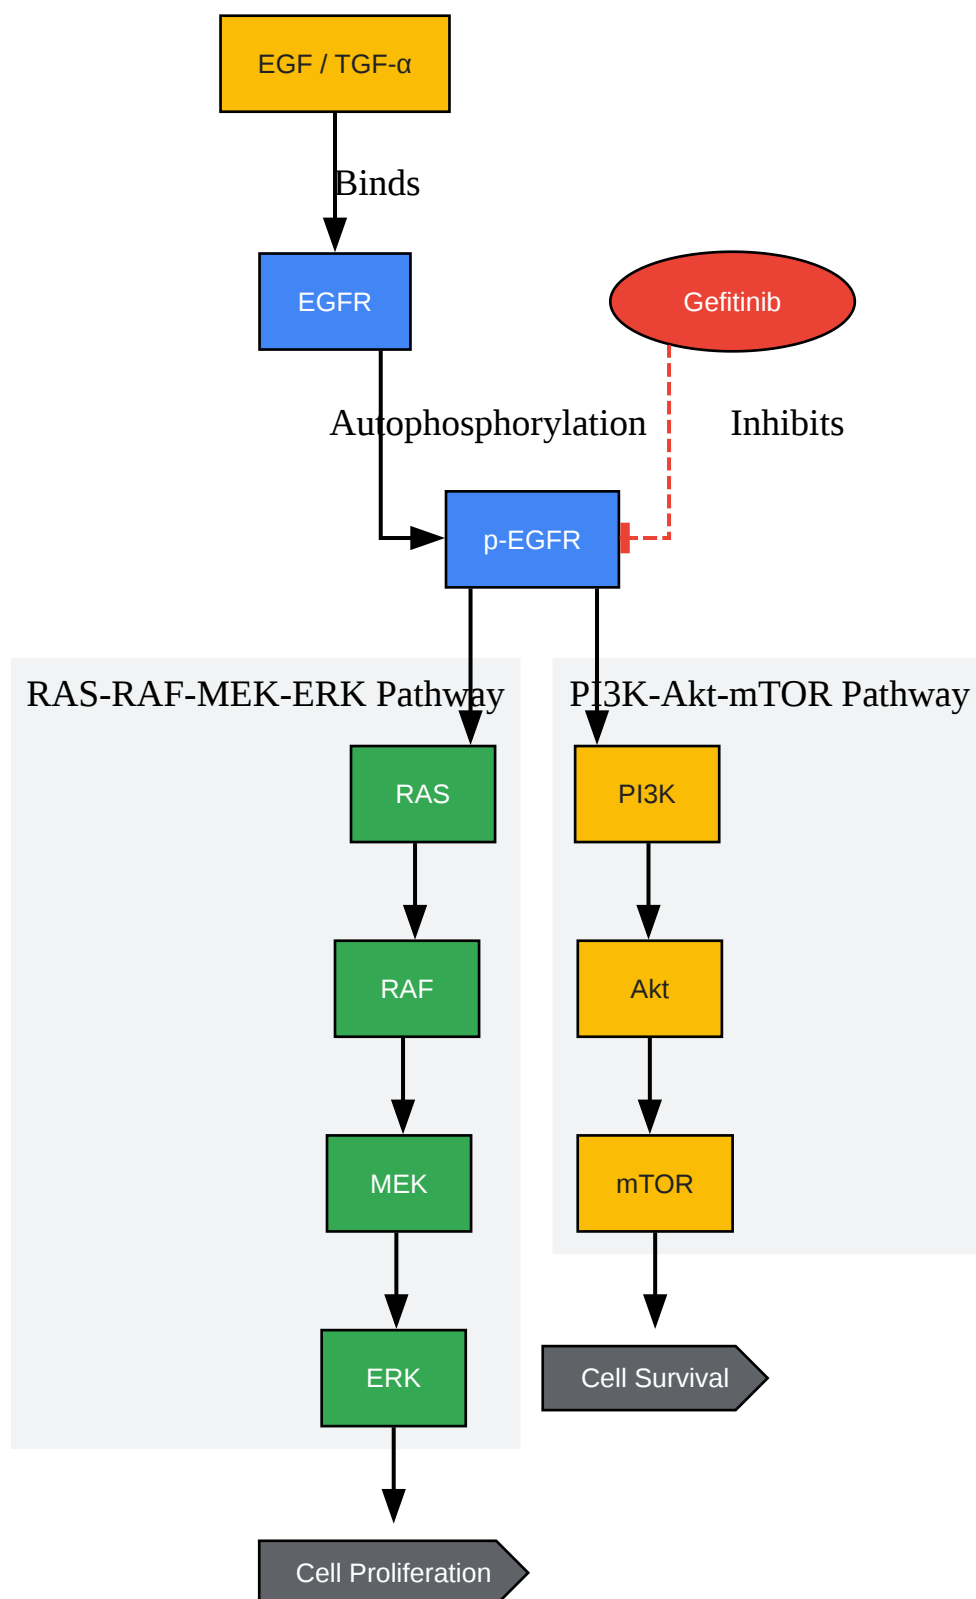 EGF / TGF-α
Binds
EGFR
Gefitinib
Autophosphorylation
Inhibits
p-EGFR
RAS-RAF-MEK-ERK Pathway
PI3K-Akt-mTOR Pathway
RAS
PI3K
RAF
Akt
MEK
mTOR
ERK
Cell Survival
Cell Proliferation